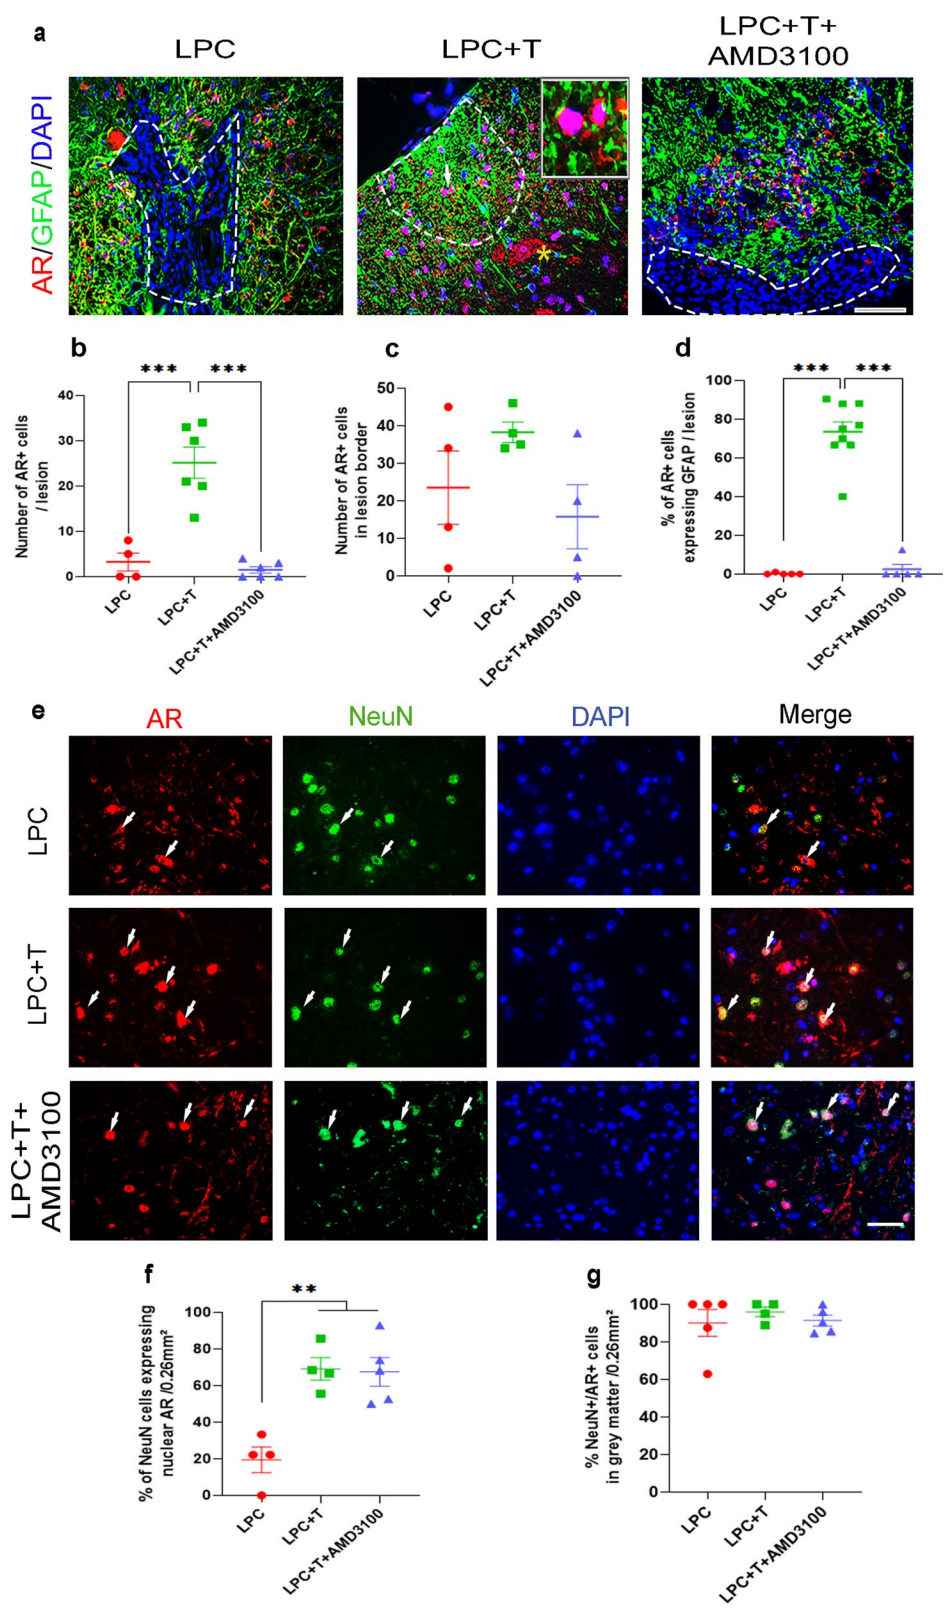 a
LPC
LPC+T
LPC+T+
AMD3100
AR/GFAP/DAPI
*
b
***
***
Number of AR+ cells
/ lesion
40
30
20
10
0
LPC
LPC+T
LPC+T+AMD3100
c
Number of AR+ cells
in lesion border
50
40
30
20
10
0
LPC
LPC+T
LPC+T+AMD3100
d
***
***
% of AR+ cells
expressing GFAP / lesion
100
80
60
40
20
0
LPC
LPC+T
LPC+T+AMD3100
e
AR
NeuN
DAPI
Merge
LPC
LPC+T
LPC+T+
AMD3100
f
**
% of NeuN cells expressing
nuclear AR /0.26mm²
100
80
60
40
20
0
LPC
LPC+T
LPC+T+AMD3100
g
% NeuN+/AR+ cells
in grey matter /0.26mm²
100
80
60
40
20
0
LPC
LPC+T
LPC+T+AMD3100